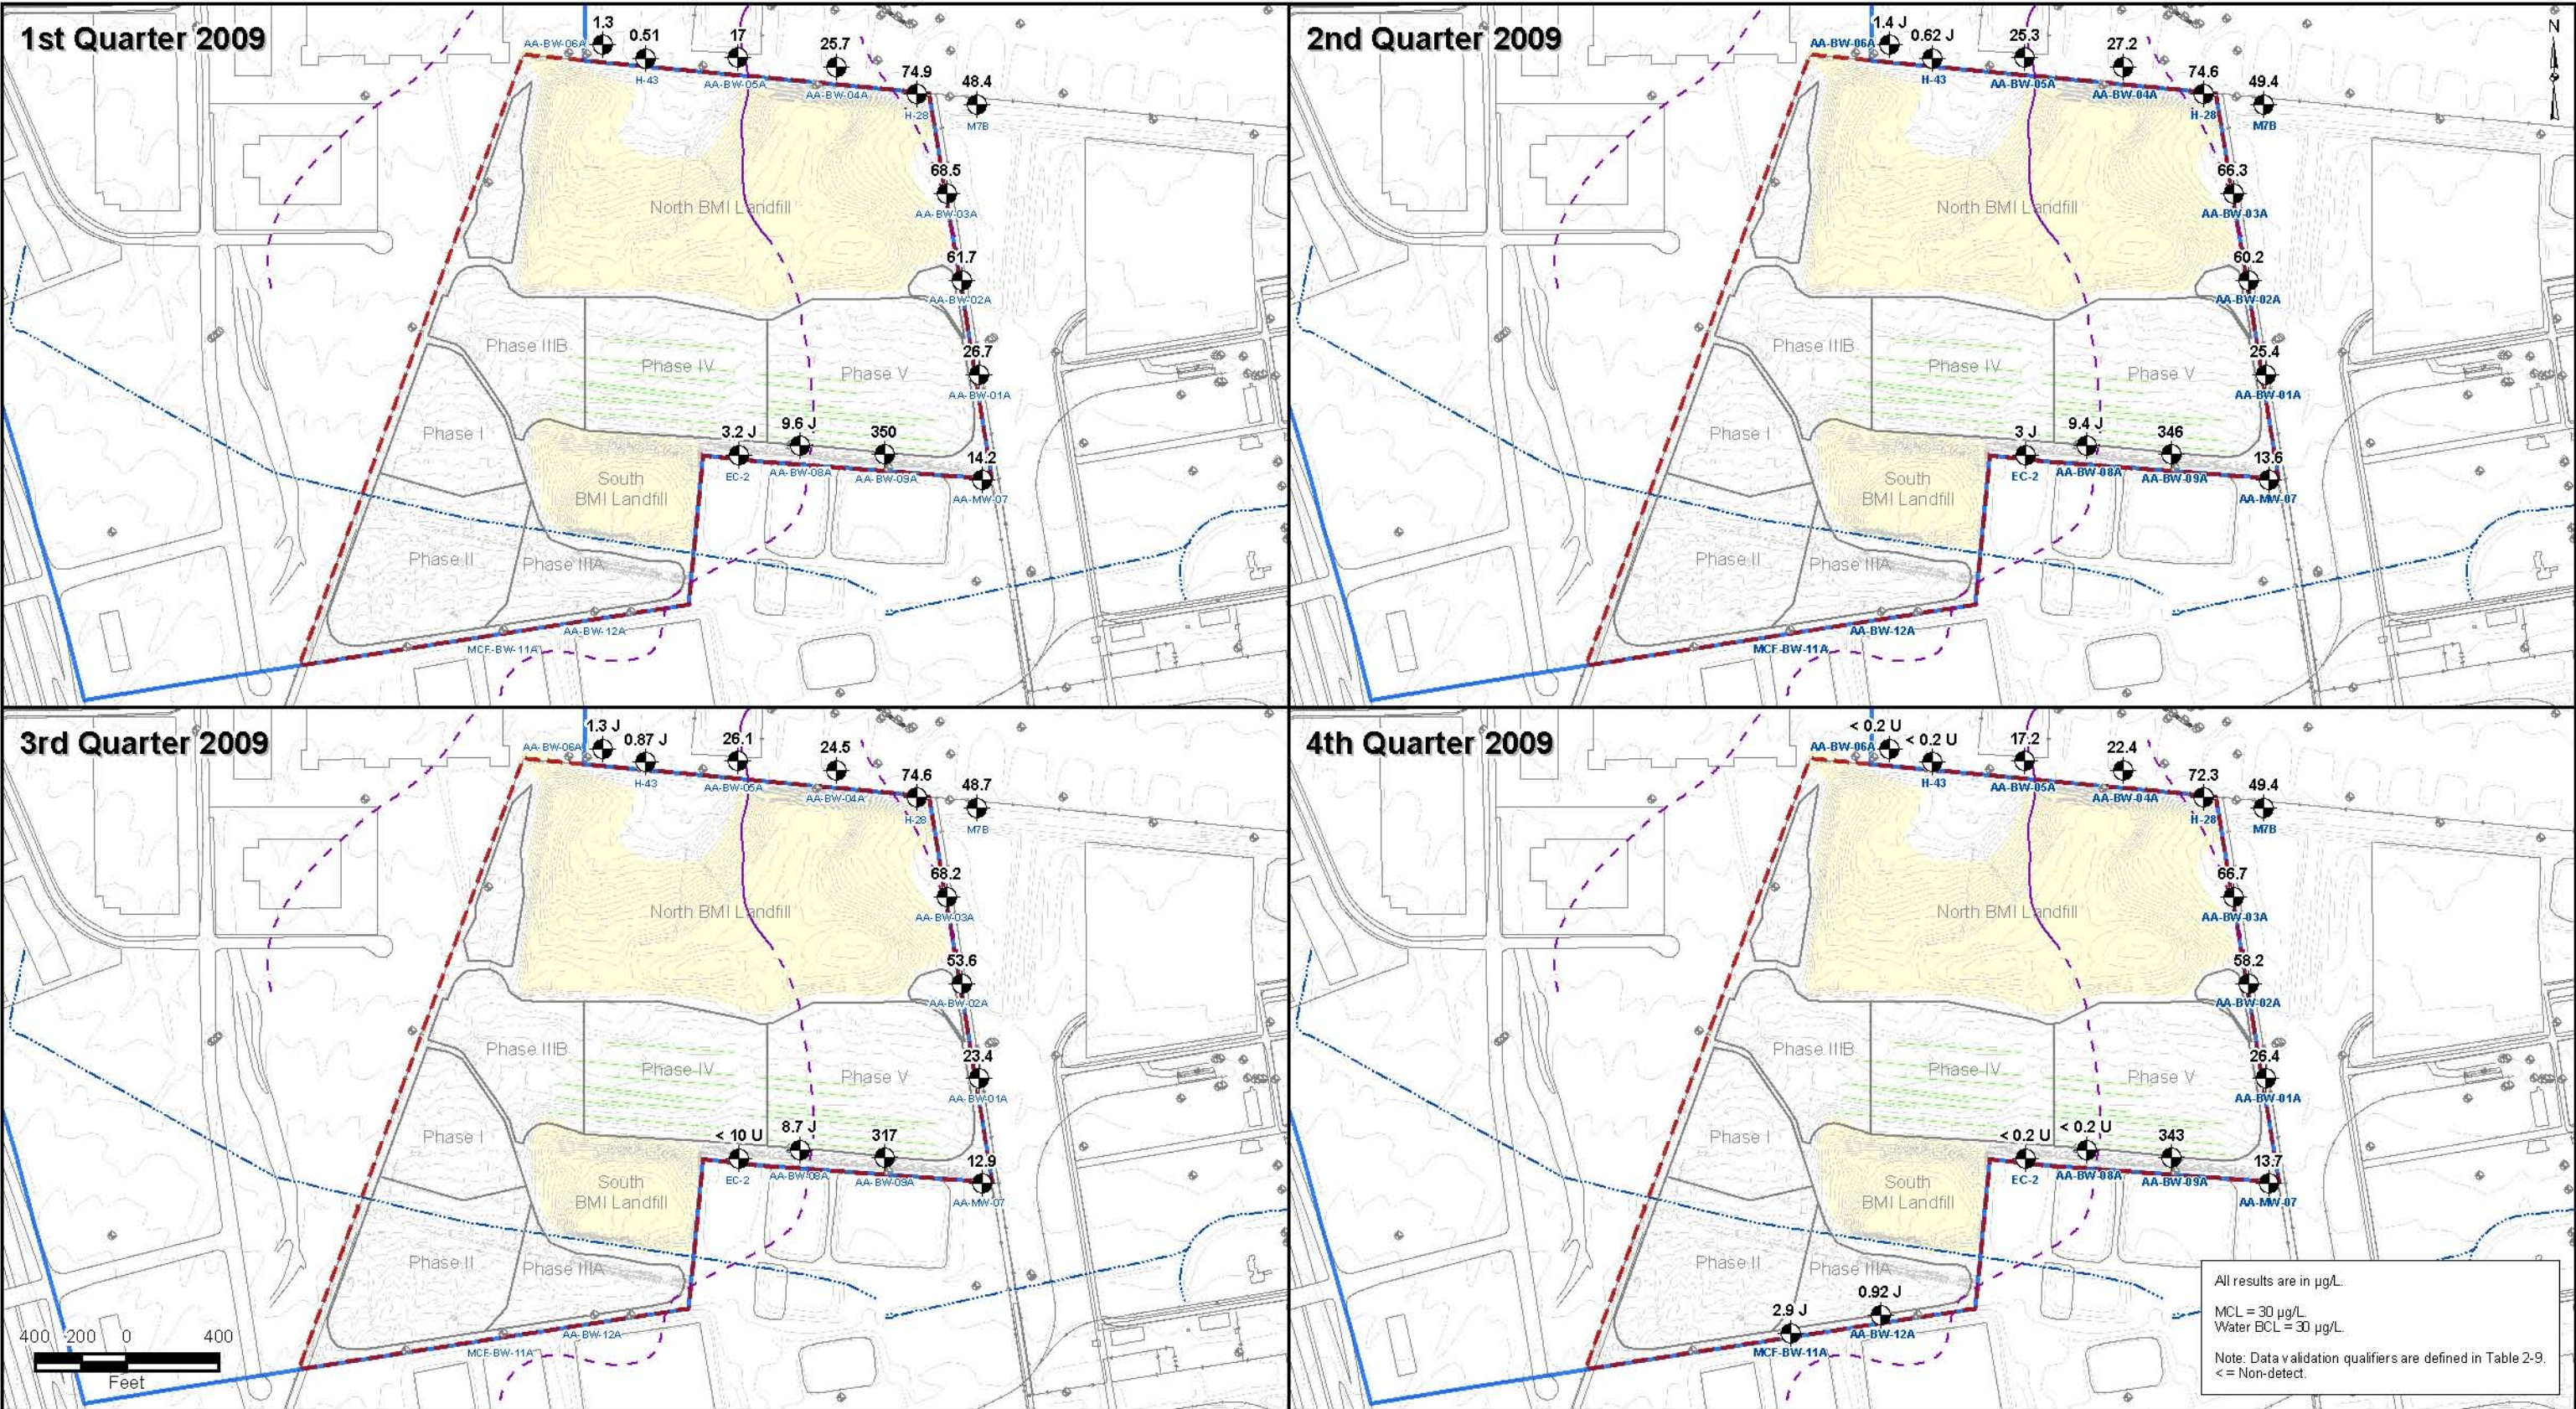 1st Quarter 2009
1.3
0.51
17
25.7
74.9
48.4
AA-BW-06A
H-43
AA-BW-05A
AA-BW-04A
H-28
M7B
68.5
North BMI Landfill
AA-BW-03A
61.7
AA-BW-02A
26.7
Phase IIIB
Phase IV
Phase V
AA-BW-01A
Phase I
3.2 J
9.6 J
350
14.2
South
BMI Landfill
EC-2
AA-BW-08A
AA-BW-09A
AA-MW-07
Phase II
Phase IIIA
AA-BW-12A
MCF-BW-11A
2nd Quarter 2009
N
1.4 J
0.62 J
25.3
27.2
74.6
49.4
AA-BW-06A
H-43
AA-BW-05A
AA-BW-04A
H-28
M7B
66.3
North BMI Landfill
AA-BW-03A
60.2
AA-BW-02A
25.4
Phase IIIB
Phase IV
Phase V
AA-BW-01A
Phase I
3 J
9.4 J
346
13.6
South
BMI Landfill
EC-2
AA-BW-08A
AA-BW-09A
AA-MW-07
Phase II
Phase IIIA
AA-BW-12A
MCF-BW-11A
3rd Quarter 2009
1.3 J
0.87 J
26.1
24.5
74.6
48.7
AA-BW-06A
H-43
AA-BW-05A
AA-BW-04A
H-28
M7B
68.2
North BMI Landfill
AA-BW-03A
53.6
AA-BW-02A
23.4
Phase IIIB
Phase IV
Phase V
AA-BW-01A
Phase I
< 10 U
8.7 J
317
12.9
South
BMI Landfill
EC-2
AA-BW-08A
AA-BW-09A
AA-MW-07
Phase II
Phase IIIA
AA-BW-12A
MCF-BW-11A
400 200 0 400
Feet
4th Quarter 2009
< 0.2 U
< 0.2 U
17.2
22.4
72.3
49.4
AA-BW-06A
H-43
AA-BW-05A
AA-BW-04A
H-28
M7B
66.7
North BMI Landfill
AA-BW-03A
58.2
AA-BW-02A
26.4
Phase IIIB
Phase IV
Phase V
AA-BW-01A
Phase I
< 0.2 U
< 0.2 U
343
13.7
South
BMI Landfill
EC-2
AA-BW-08A
AA-BW-09A
AA-MW-07
Phase II
Phase IIIA
2.9 J
0.92 J
AA-BW-12A
MCF-BW-11A
All results are in µg/L.
MCL = 30 µg/L.
Water BCL = 30 µg/L.
Note: Data validation qualifiers are defined in Table 2-9.
< = Non-detect.